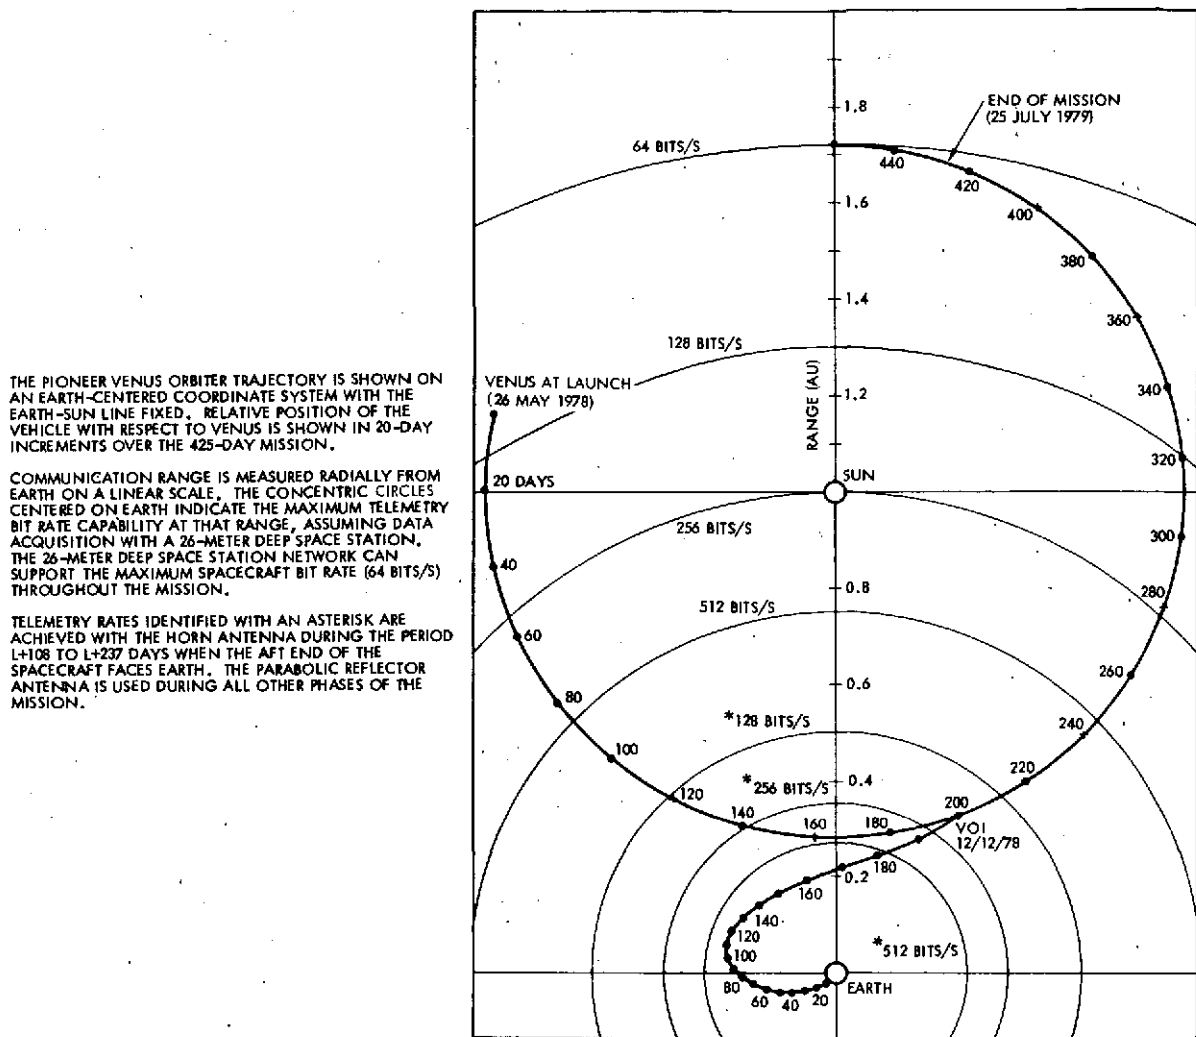 THE PIONEER VENUS ORBITER TRAJECTORY IS SHOWN ON
AN EARTH-CENTERED COORDINATE SYSTEM WITH THE
EARTH-SUN LINE FIXED. RELATIVE POSITION OF THE
VEHICLE WITH RESPECT TO VENUS IS SHOWN IN 20-DAY
INCREMENTS OVER THE 425-DAY MISSION.
COMMUNICATION RANGE IS MEASURED RADIALLY FROM
EARTH ON A LINEAR SCALE. THE CONCENTRIC CIRCLES
CENTERED ON EARTH INDICATE THE MAXIMUM TELEMETRY
BIT RATE CAPABILITY AT THAT RANGE, ASSUMING DATA
ACQUISITION WITH A 26-METER DEEP SPACE STATION.
THE 26-METER DEEP SPACE STATION NETWORK CAN
SUPPORT THE MAXIMUM SPACECRAFT BIT RATE (64 BITS/S)
THROUGHOUT THE MISSION.
TELEMETRY RATES IDENTIFIED WITH AN ASTERISK ARE
ACHIEVED WITH THE HORN ANTENNA DURING THE PERIOD
L+108 TO L+237 DAYS WHEN THE AFT END OF THE
SPACECRAFT FACES EARTH. THE PARABOLIC REFLECTOR
ANTENNA IS USED DURING ALL OTHER PHASES OF THE
MISSION.
END OF MISSION
(25 JULY 1979)
1.8
64 BITS/S
440
420
1.6
400
380
1.4
360
128 BITS/S
340
VENUS AT LAUNCH
(26 MAY 1978)
1.2
RANGE (AU)
320
SUN
20 DAYS
256 BITS/S
300
40
0.8
280
512 BITS/S
60
260
0.6
80
*128 BITS/S
240
100
*256 BITS/S
0.4
220
120
200
140
160
180
VOI
12/12/78
180
0.2
160
140
120
*512 BITS/S
100
80
60
40
20
EARTH